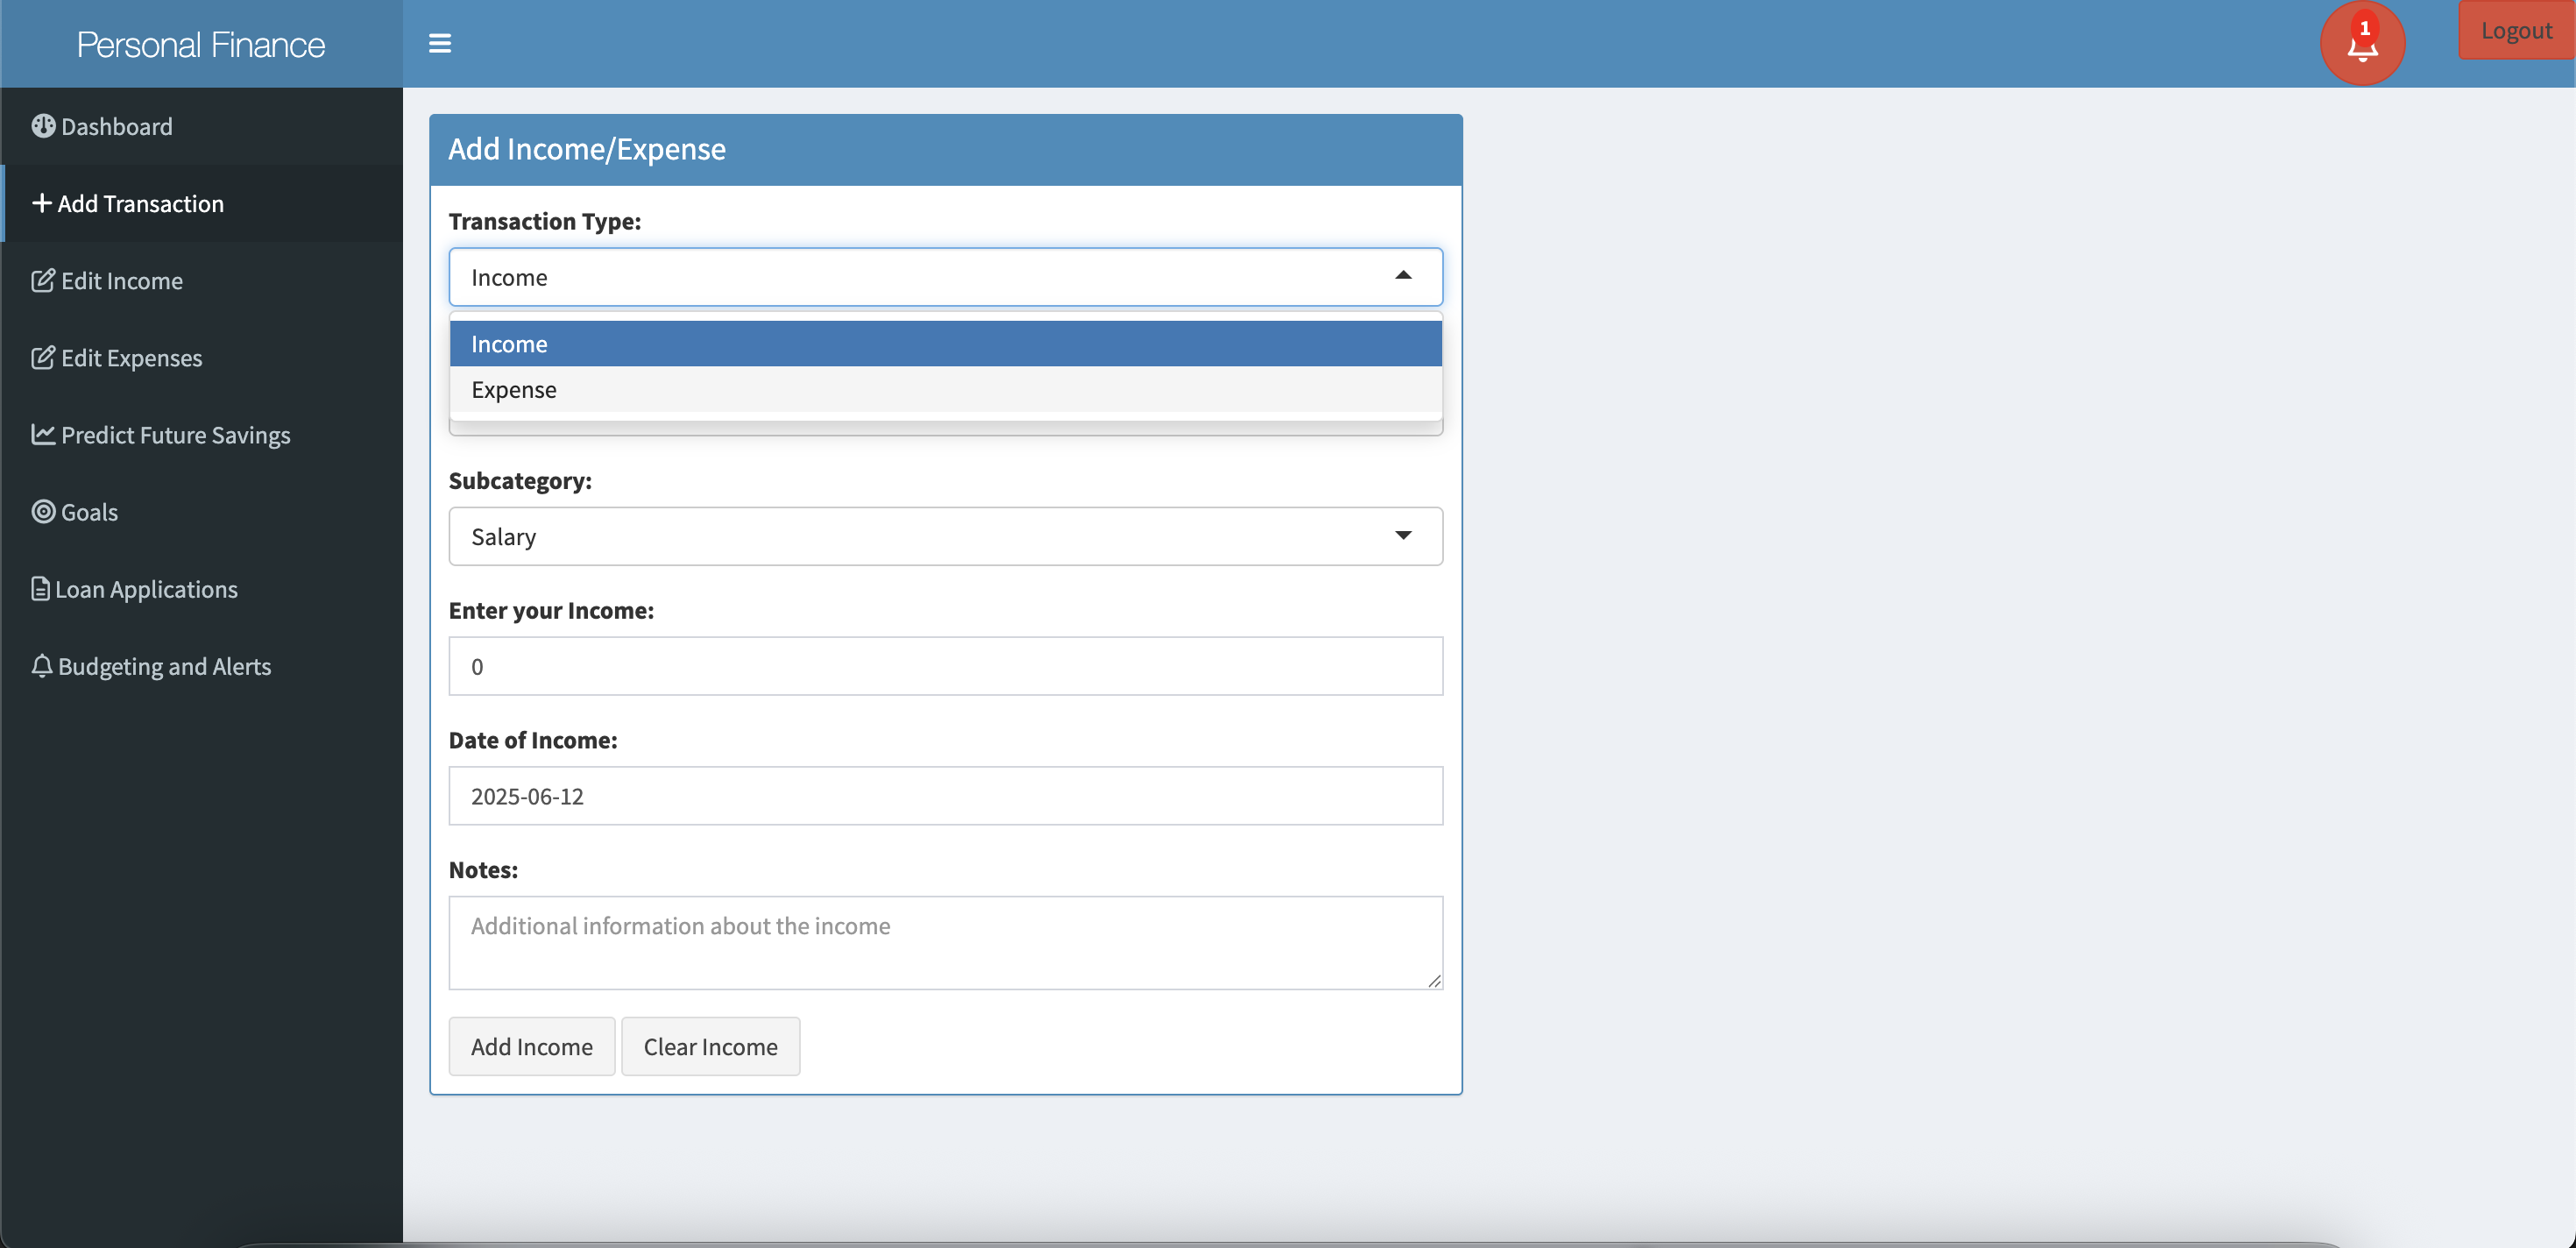 Personal Finance
1
Logout
Dashboard
Add Transaction
Edit Income
Edit Expenses
Predict Future Savings
Goals
Loan Applications
Budgeting and Alerts
Add Income/Expense
Transaction Type:
Income
Income
Expense
Subcategory:
Salary
Enter your Income:
0
Date of Income:
2025-06-12
Notes:
Additional information about the income
Add Income
Clear Income